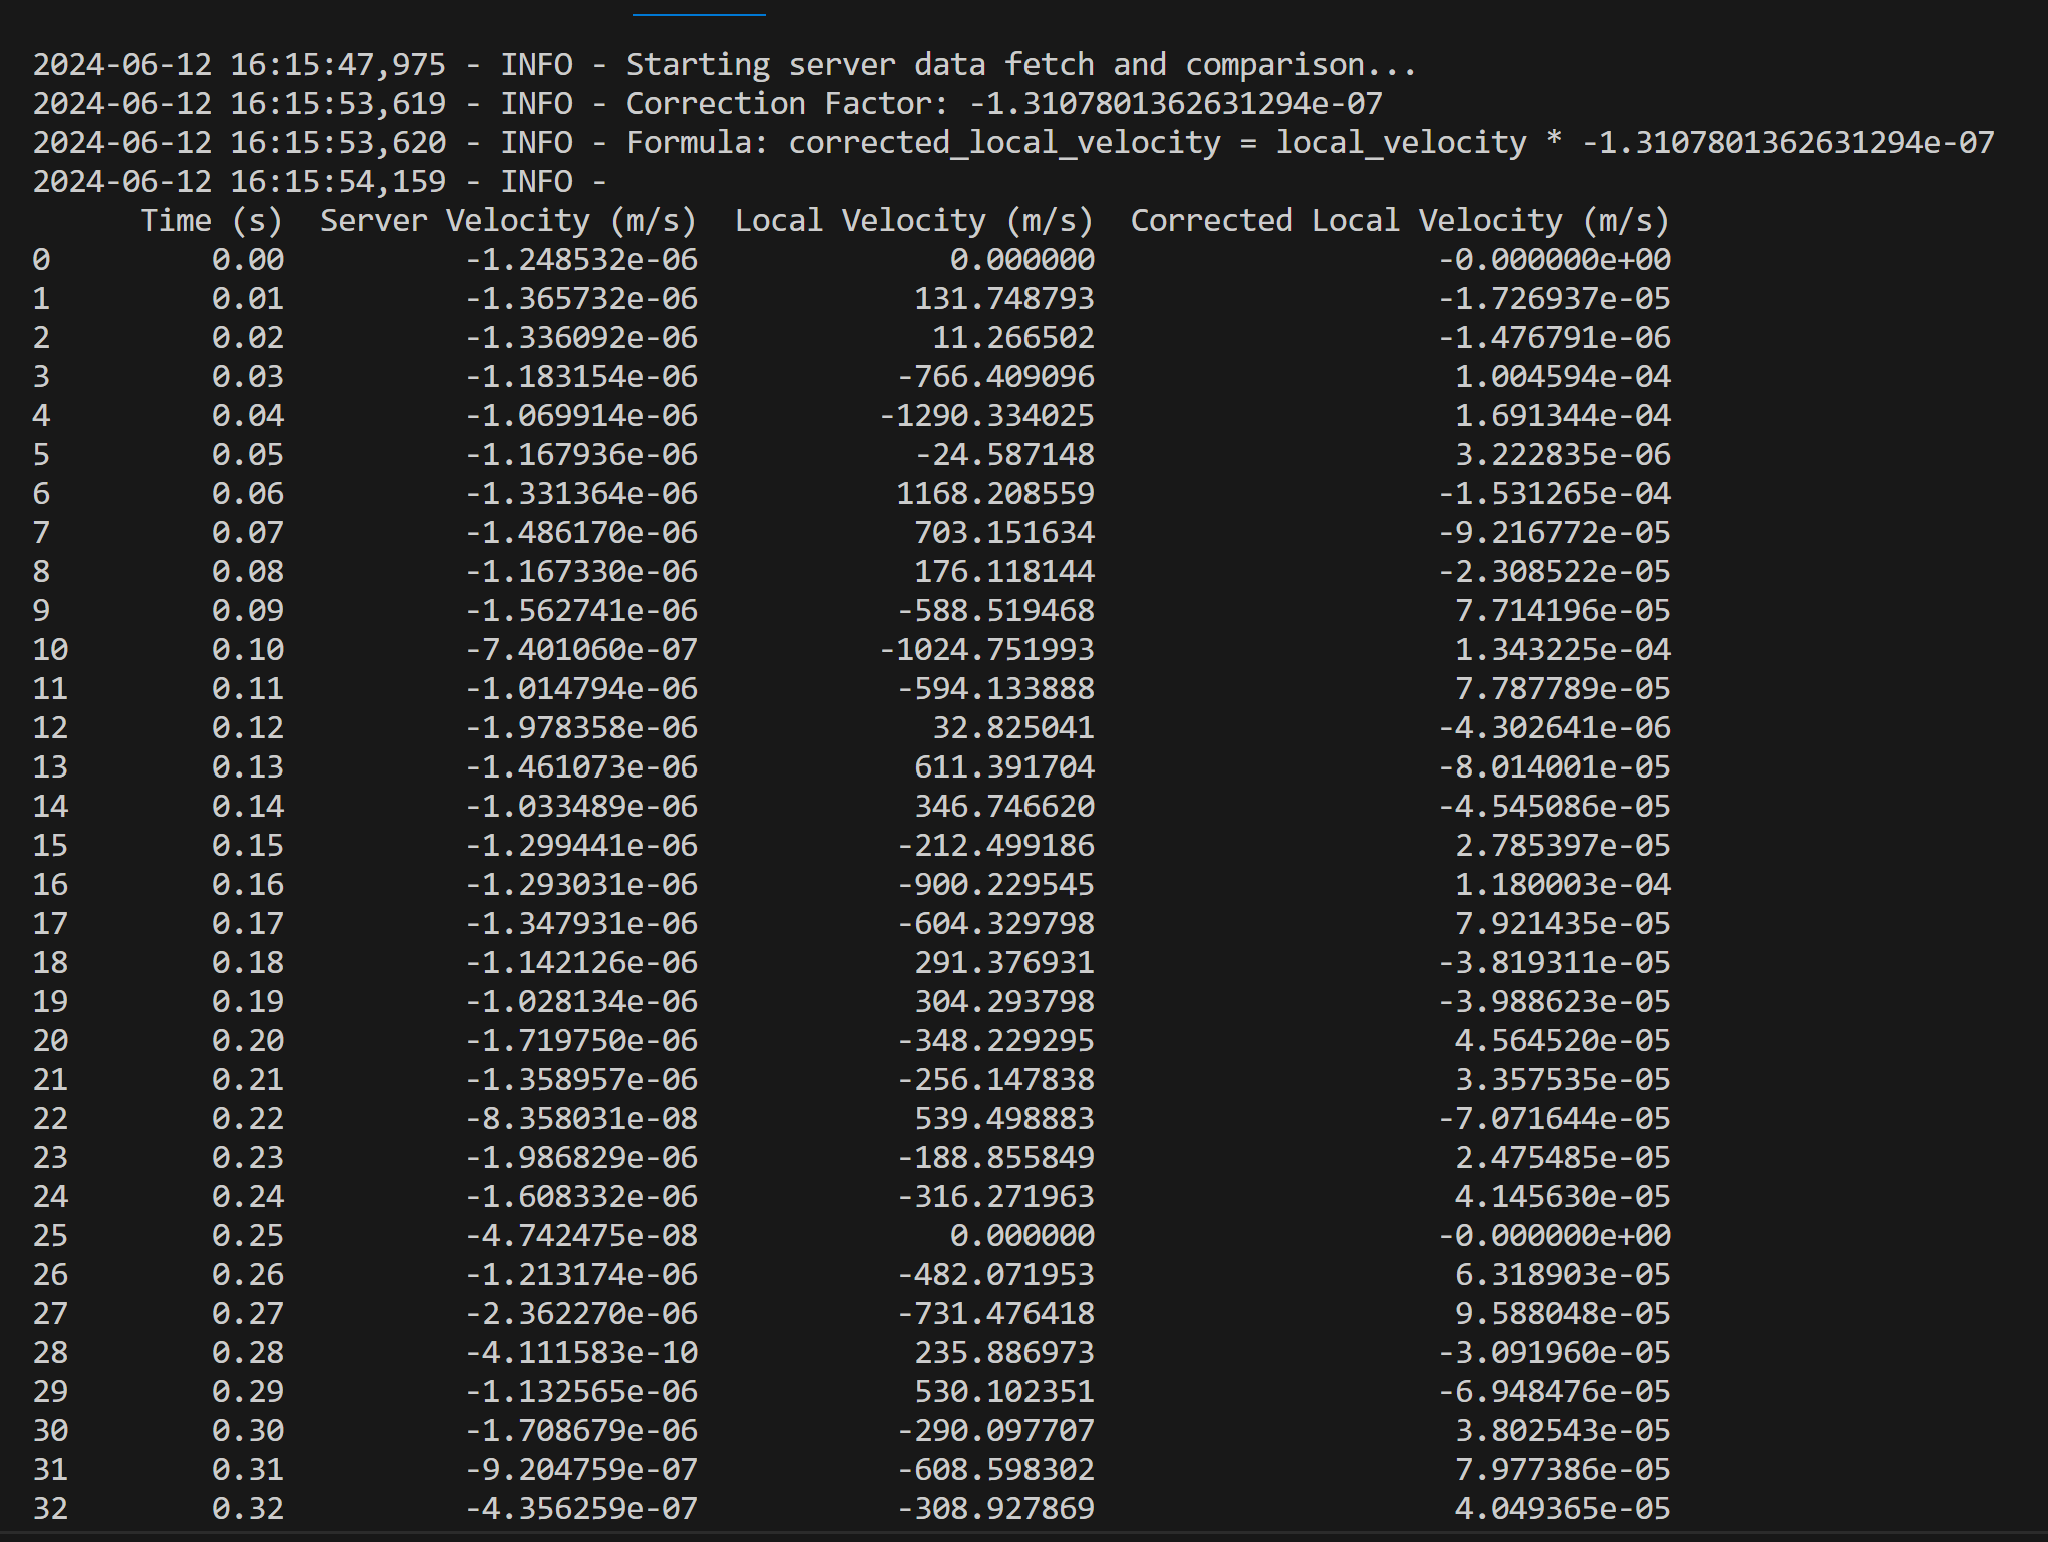 2024-06-12 16:15:47,975 - INFO - Starting server data fetch and comparison...
2024-06-12 16:15:53,619 - INFO - Correction Factor: -1.3107801362631294e-07
2024-06-12 16:15:53,620 - INFO - Formula: corrected_local_velocity = local_velocity * -1.3107801362631294e-07
2024-06-12 16:15:54,159 - INFO -
Time (s) Server Velocity (m/s) Local Velocity (m/s) Corrected Local Velocity (m/s)
0 0.00 -1.248532e-06 0.000000 -0.000000e+00
1 0.01 -1.365732e-06 131.748793 -1.726937e-05
2 0.02 -1.336092e-06 11.266502 -1.476791e-06
3 0.03 -1.183154e-06 -766.409096 1.004594e-04
4 0.04 -1.069914e-06 -1290.334025 1.691344e-04
5 0.05 -1.167936e-06 -24.587148 3.222835e-06
6 0.06 -1.331364e-06 1168.208559 -1.531265e-04
7 0.07 -1.486170e-06 703.151634 -9.216772e-05
8 0.08 -1.167330e-06 176.118144 -2.308522e-05
9 0.09 -1.562741e-06 -588.519468 7.714196e-05
10 0.10 -7.401060e-07 -1024.751993 1.343225e-04
11 0.11 -1.014794e-06 -594.133888 7.787789e-05
12 0.12 -1.978358e-06 32.825041 -4.302641e-06
13 0.13 -1.461073e-06 611.391704 -8.014001e-05
14 0.14 -1.033489e-06 346.746620 -4.545086e-05
15 0.15 -1.299441e-06 -212.499186 2.785397e-05
16 0.16 -1.293031e-06 -900.229545 1.180003e-04
17 0.17 -1.347931e-06 -604.329798 7.921435e-05
18 0.18 -1.142126e-06 291.376931 -3.819311e-05
19 0.19 -1.028134e-06 304.293798 -3.988623e-05
20 0.20 -1.719750e-06 -348.229295 4.564520e-05
21 0.21 -1.358957e-06 -256.147838 3.357535e-05
22 0.22 -8.358031e-08 539.498883 -7.071644e-05
23 0.23 -1.986829e-06 -188.855849 2.475485e-05
24 0.24 -1.608332e-06 -316.271963 4.145630e-05
25 0.25 -4.742475e-08 0.000000 -0.000000e+00
26 0.26 -1.213174e-06 -482.071953 6.318903e-05
27 0.27 -2.362270e-06 -731.476418 9.588048e-05
28 0.28 -4.111583e-10 235.886973 -3.091960e-05
29 0.29 -1.132565e-06 530.102351 -6.948476e-05
30 0.30 -1.708679e-06 -290.097707 3.802543e-05
31 0.31 -9.204759e-07 -608.598302 7.977386e-05
32 0.32 -4.356259e-07 -308.927869 4.049365e-05